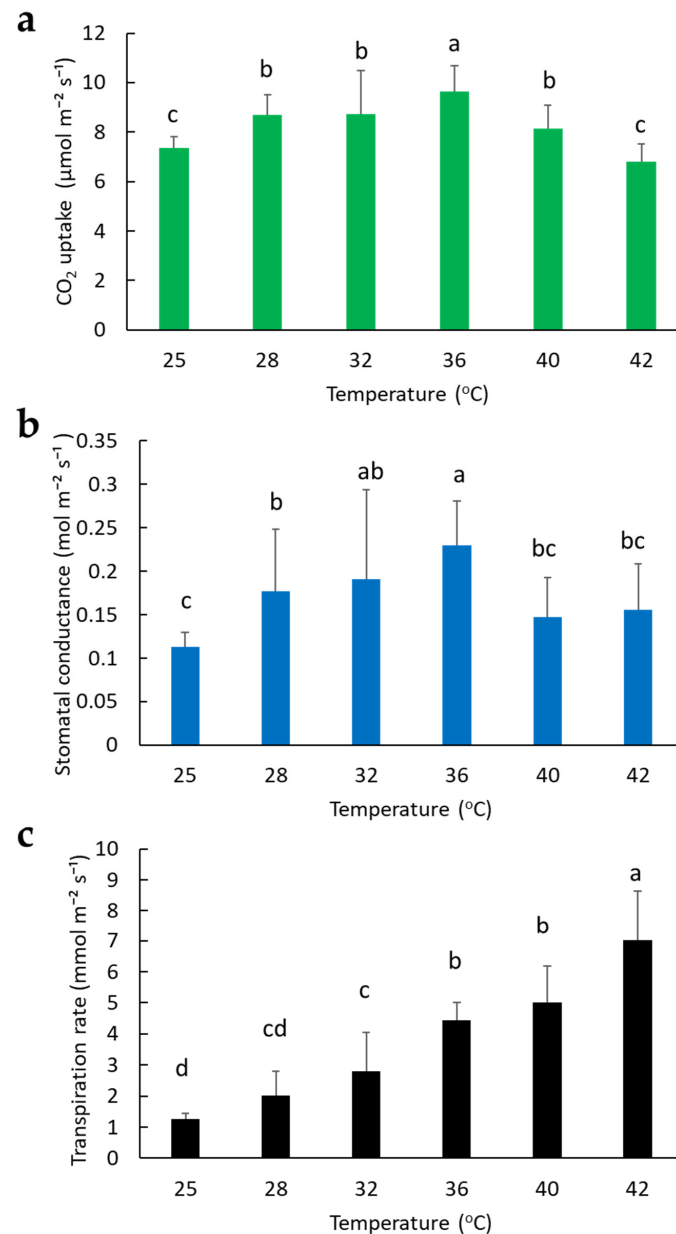 a
CO₂ uptake (µmol m⁻² s⁻¹)
12
10
8
6
4
2
0
c
b
b
a
b
c
25 28 32 36 40 42
Temperature (°C)
b
Stomatal conductance (mol m⁻² s⁻¹)
0.35
0.3
0.25
0.2
0.15
0.1
0.05
0
c
b
ab
a
bc
bc
25 28 32 36 40 42
Temperature (°C)
c
Transpiration rate (mmol m⁻² s⁻¹)
10
9
8
7
6
5
4
3
2
1
0
d
cd
c
b
b
a
25 28 32 36 40 42
Temperature (°C)